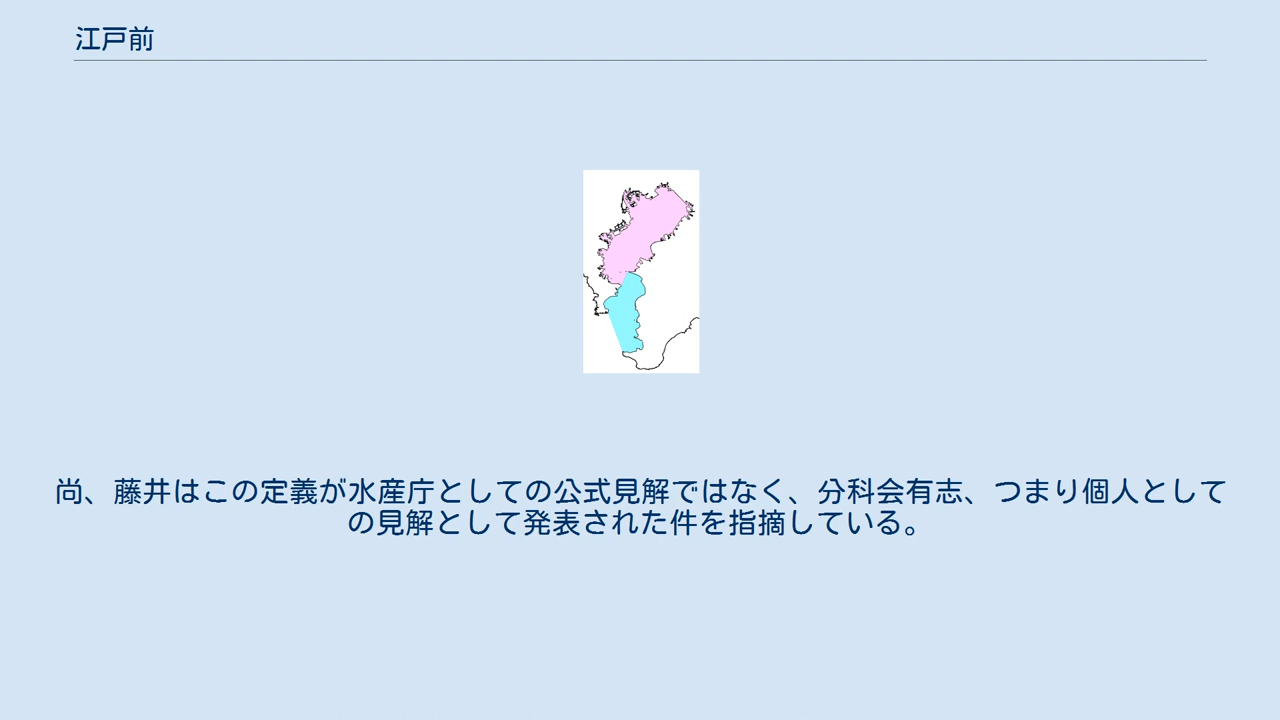 江戸前
尚、藤井はこの定義が水産庁としての公式見解ではなく、分科会有志、つまり個人として
の見解として発表された件を指摘している。